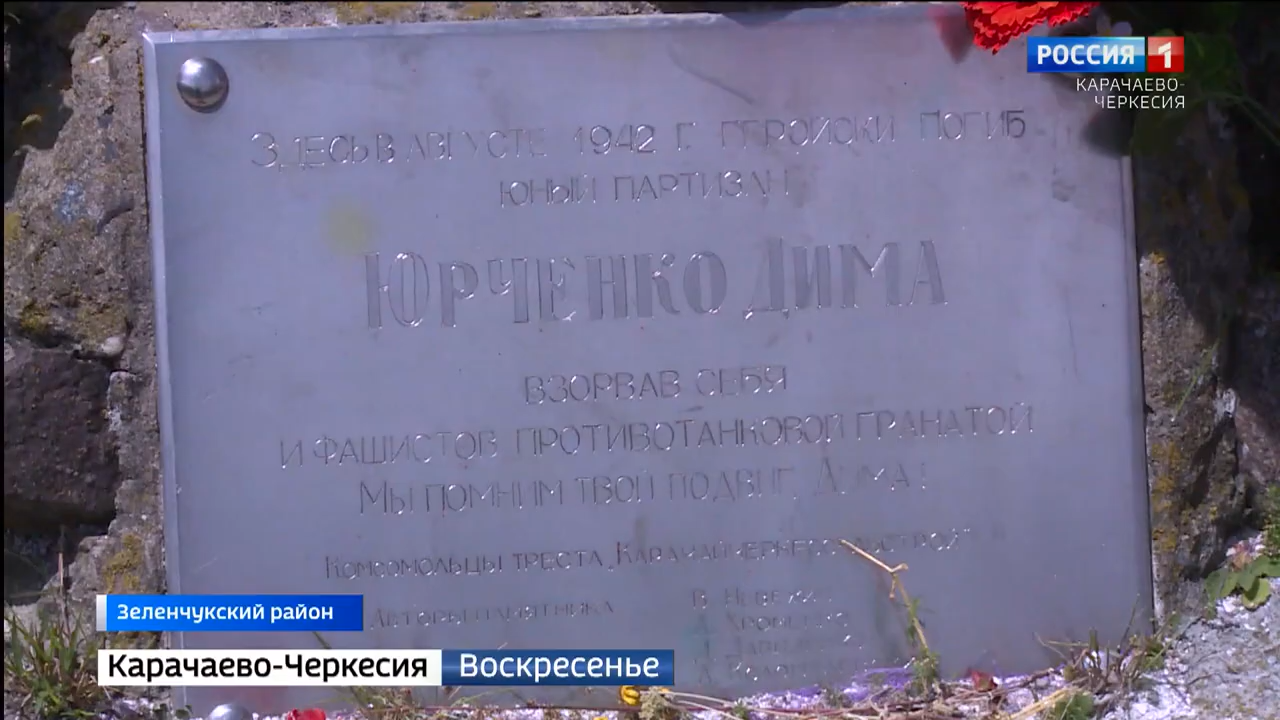 РОССИЯ 1
КАРАЧАЕВО-
ЧЕРКЕСИЯ
ЗДЕСЬ В АВГУСТЕ 1942 Г. ГЕРОЙСКИ ПОГИБ
ЮНЫЙ ПАРТИЗАН
ЮРЧЕНКО ДИМА
ВЗОРВАВ СЕБЯ
И ФАШИСТОВ ПРОТИВОТАНКОВОЙ ГРАНАТОЙ
МЫ ПОМНИМ ТВОЙ ПОДВИГ, ДИМА!
КОМСОМОЛЬЦЫ ТРЕСТА „КАРАЧАЙЧЕРКЕССКСТРОЙ"
АВТОРЫ ПАМЯТНИКА
Зеленчукский район
Карачаево-Черкесия Воскресенье